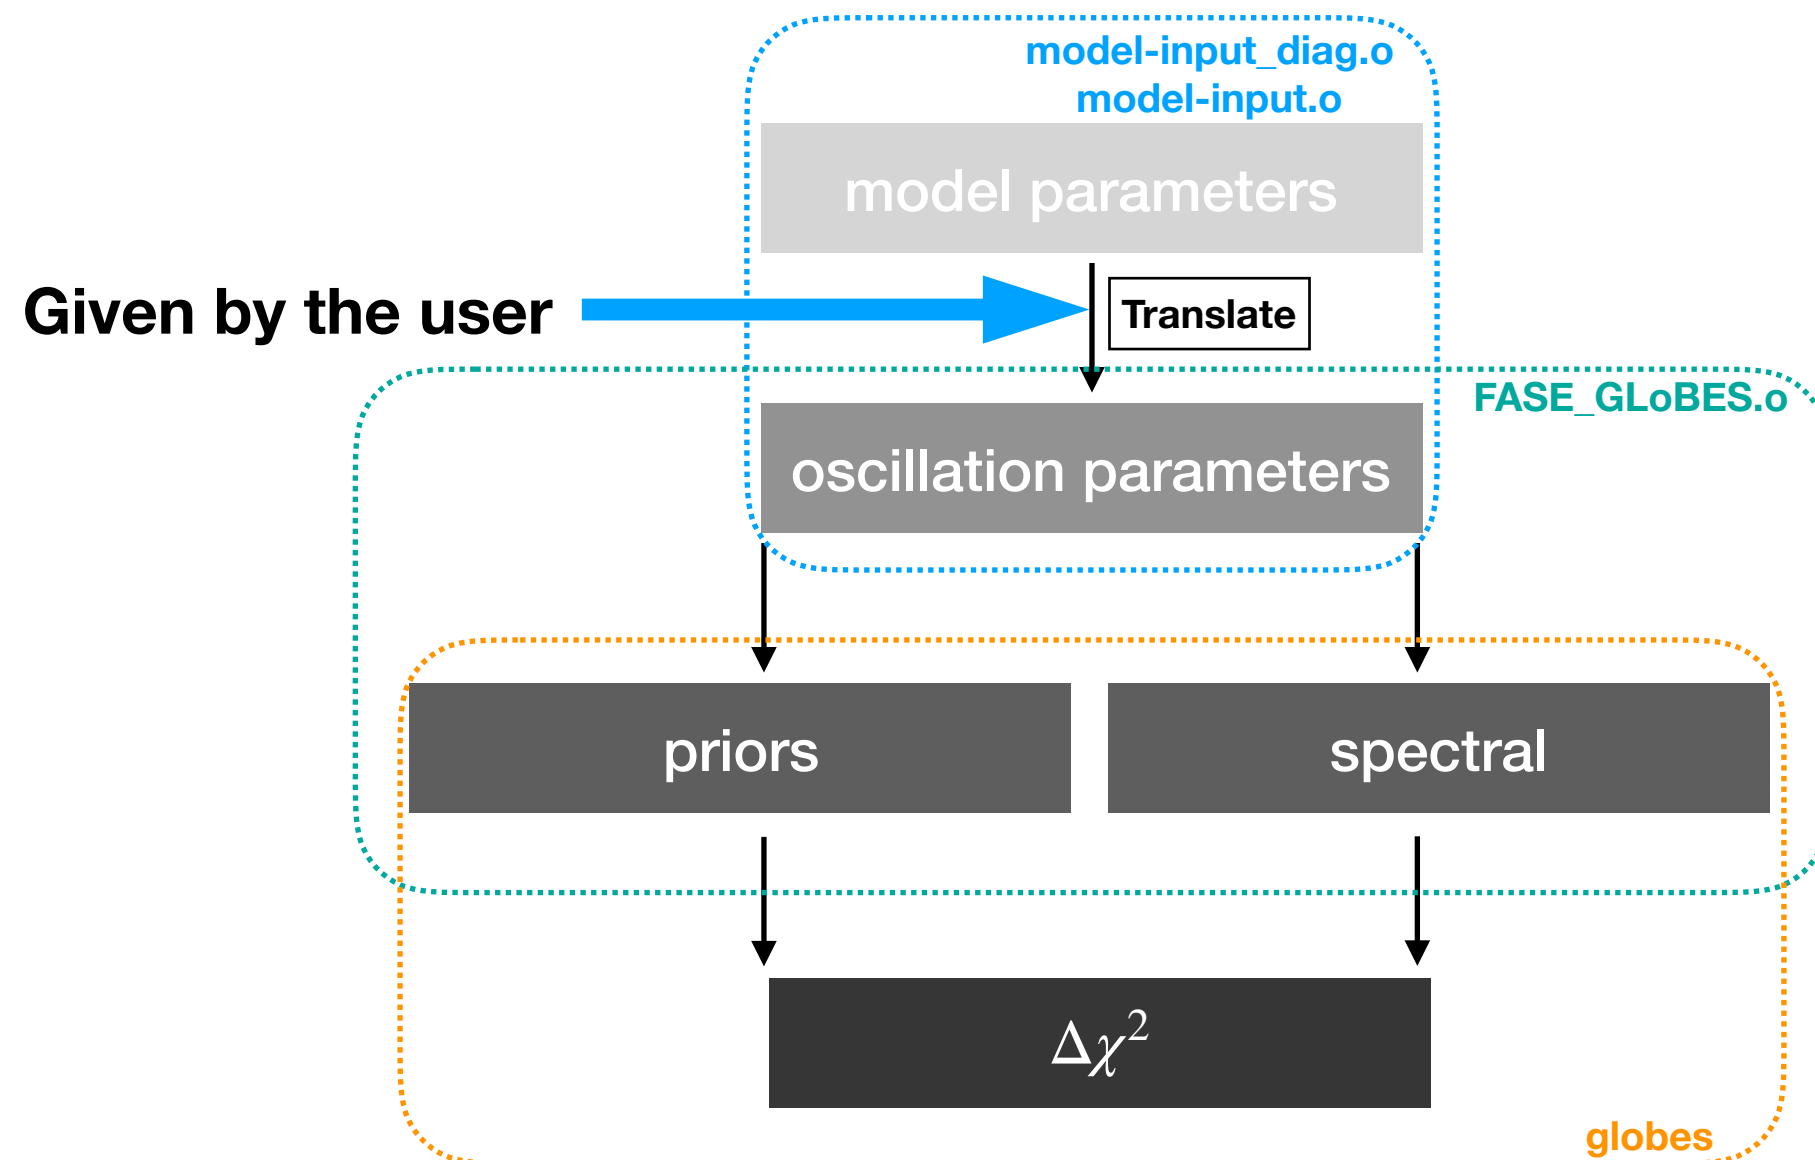 model-input_diag.o
model-input.o
model parameters
Given by the user
Translate
FASE_GLoBES.o
oscillation parameters
priors
spectral
Δχ²
globes